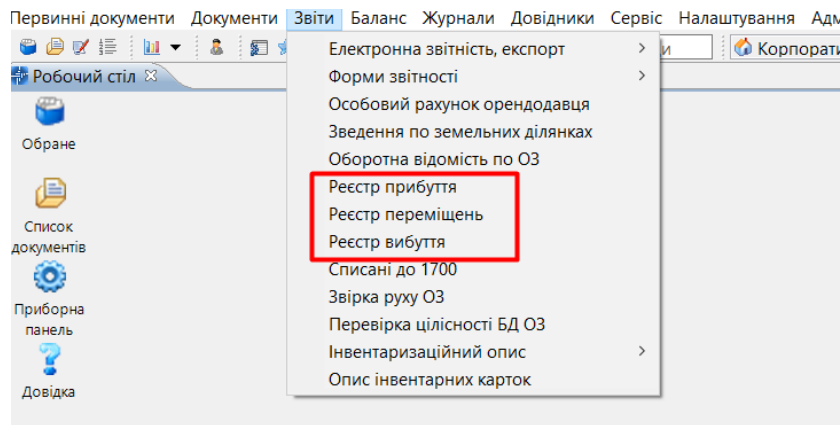 Первинні документи Документи Звіти Баланс Журнали Довідники Сервіс Налаштування
Робочий стіл
Обране
Список
документів
Приборна
панель
Довідка
Електронна звітність, експорт
Форми звітності
Особовий рахунок орендодавця
Зведення по земельних ділянках
Оборотна відомість по ОЗ
Реєстр прибуття
Реєстр переміщень
Реєстр вибуття
Списані до 1700
Звірка руху ОЗ
Перевірка цілісності БД ОЗ
Інвентаризаційний опис
Опис інвентарних карток